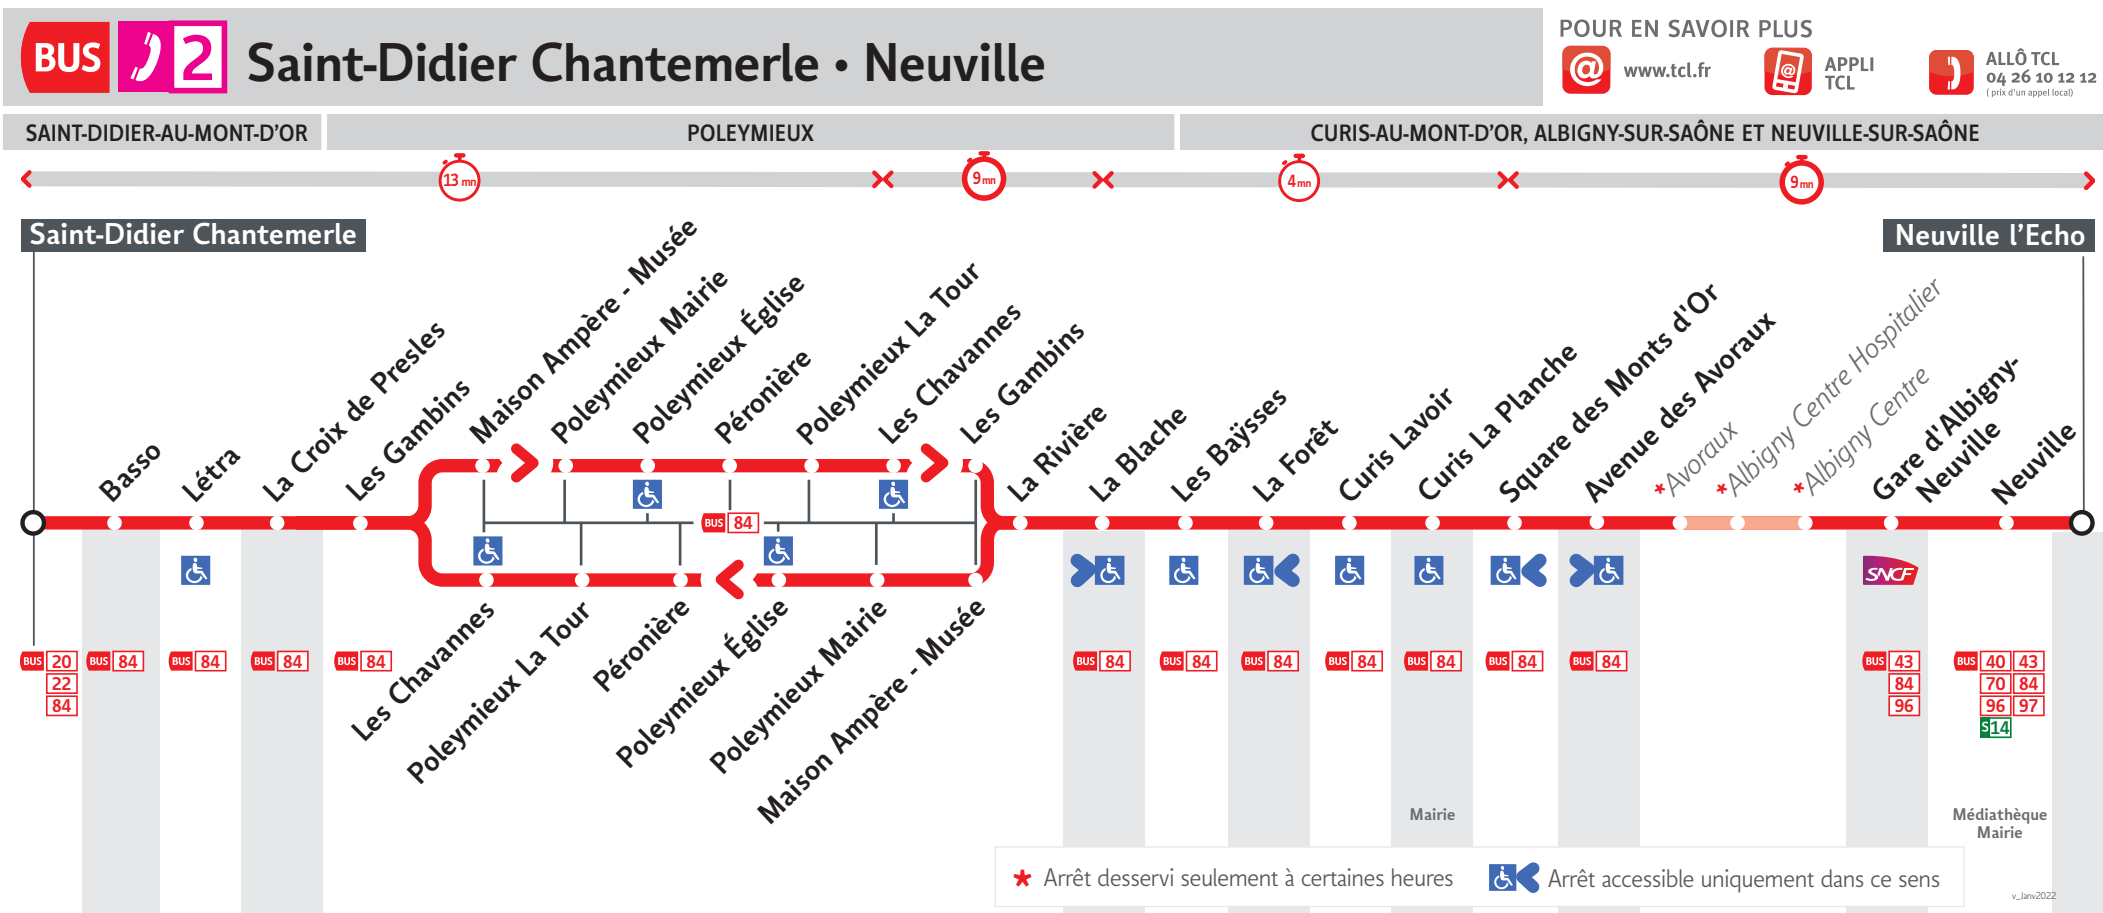 BUS 2 Saint-Didier Chantemerle • Neuville
POUR EN SAVOIR PLUS
@ www.tcl.fr
@ APPLI
TCL
ALLÔ TCL
04 26 10 12 12
( prix d'un appel local)
SAINT-DIDIER-AU-MONT-D'OR
POLEYMIEUX
CURIS-AU-MONT-D'OR, ALBIGNY-SUR-SAÔNE ET NEUVILLE-SUR-SAÔNE
13 mn
9 mn
4 mn
9 mn
Saint-Didier Chantemerle
Neuville l'Echo
Basso
Létra
La Croix de Presles
Les Gambins
Maison Ampère - Musée
Poleymieux Mairie
Poleymieux Église
Péronière
Poleymieux La Tour
Les Chavannes
Les Gambins
La Rivière
La Blache
Les Baÿsses
La Forêt
Curis Lavoir
Curis La Planche
Square des Monts d'Or
Avenue des Avoraux
*Avoraux
*Albigny Centre Hospitalier
*Albigny Centre
Gare d'Albigny-
Neuville
Neuville
BUS 84
SNCF
Les Chavannes
Poleymieux La Tour
Péronière
Poleymieux Église
Poleymieux Mairie
Maison Ampère - Musée
BUS 20
22
84
BUS 84
BUS 84
BUS 84
BUS 84
BUS 84
BUS 84
BUS 84
BUS 84
BUS 84
BUS 84
BUS 84
BUS 43
84
96
BUS 40 43
70 84
96 97
S14
Mairie
Médiathèque
Mairie
* Arrêt desservi seulement à certaines heures
Arrêt accessible uniquement dans ce sens
v_Janv2022